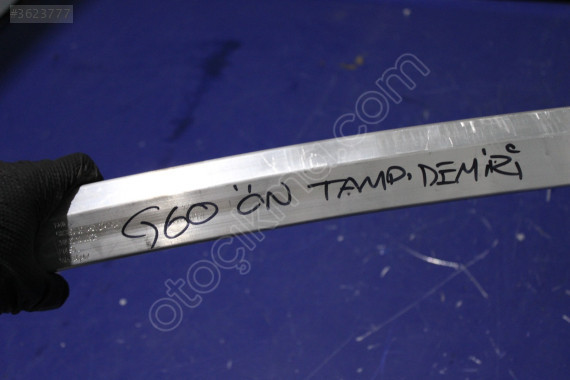 #3623777
G60 ÖN TAMP.DEMİRİ
otoçıkma.com